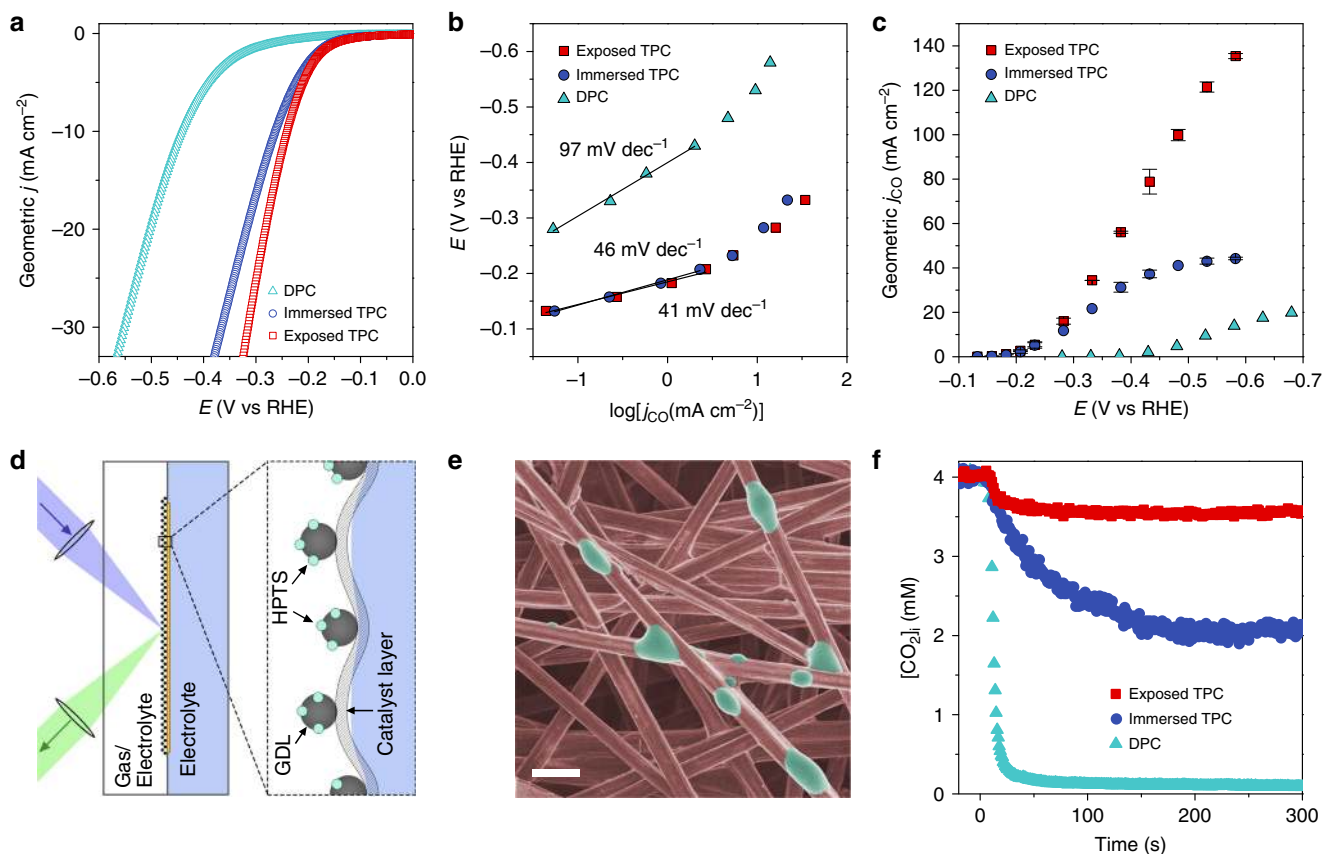 a
0
−10
−20
−30
Geometric j (mA cm⁻²)
DPC
Immersed TPC
Exposed TPC
−0.6 −0.5 −0.4 −0.3 −0.2 −0.1 0.0
E (V vs RHE)
b
−0.6
−0.5
−0.4
−0.3
−0.2
−0.1
E (V vs RHE)
Exposed TPC
Immersed TPC
DPC
97 mV dec⁻¹
46 mV dec⁻¹
41 mV dec⁻¹
−1 0 1 2
log[jCO(mA cm⁻²)]
c
140
120
100
80
60
40
20
0
Geometric jCO (mA cm⁻²)
Exposed TPC
Immersed TPC
DPC
−0.1 −0.2 −0.3 −0.4 −0.5 −0.6 −0.7
E (V vs RHE)
d
Gas/
Electrolyte
Electrolyte
HPTS
GDL
Catalyst layer
e
f
4
3
2
1
0
[CO₂]i (mM)
Exposed TPC
Immersed TPC
DPC
0 100 200 300
Time (s)